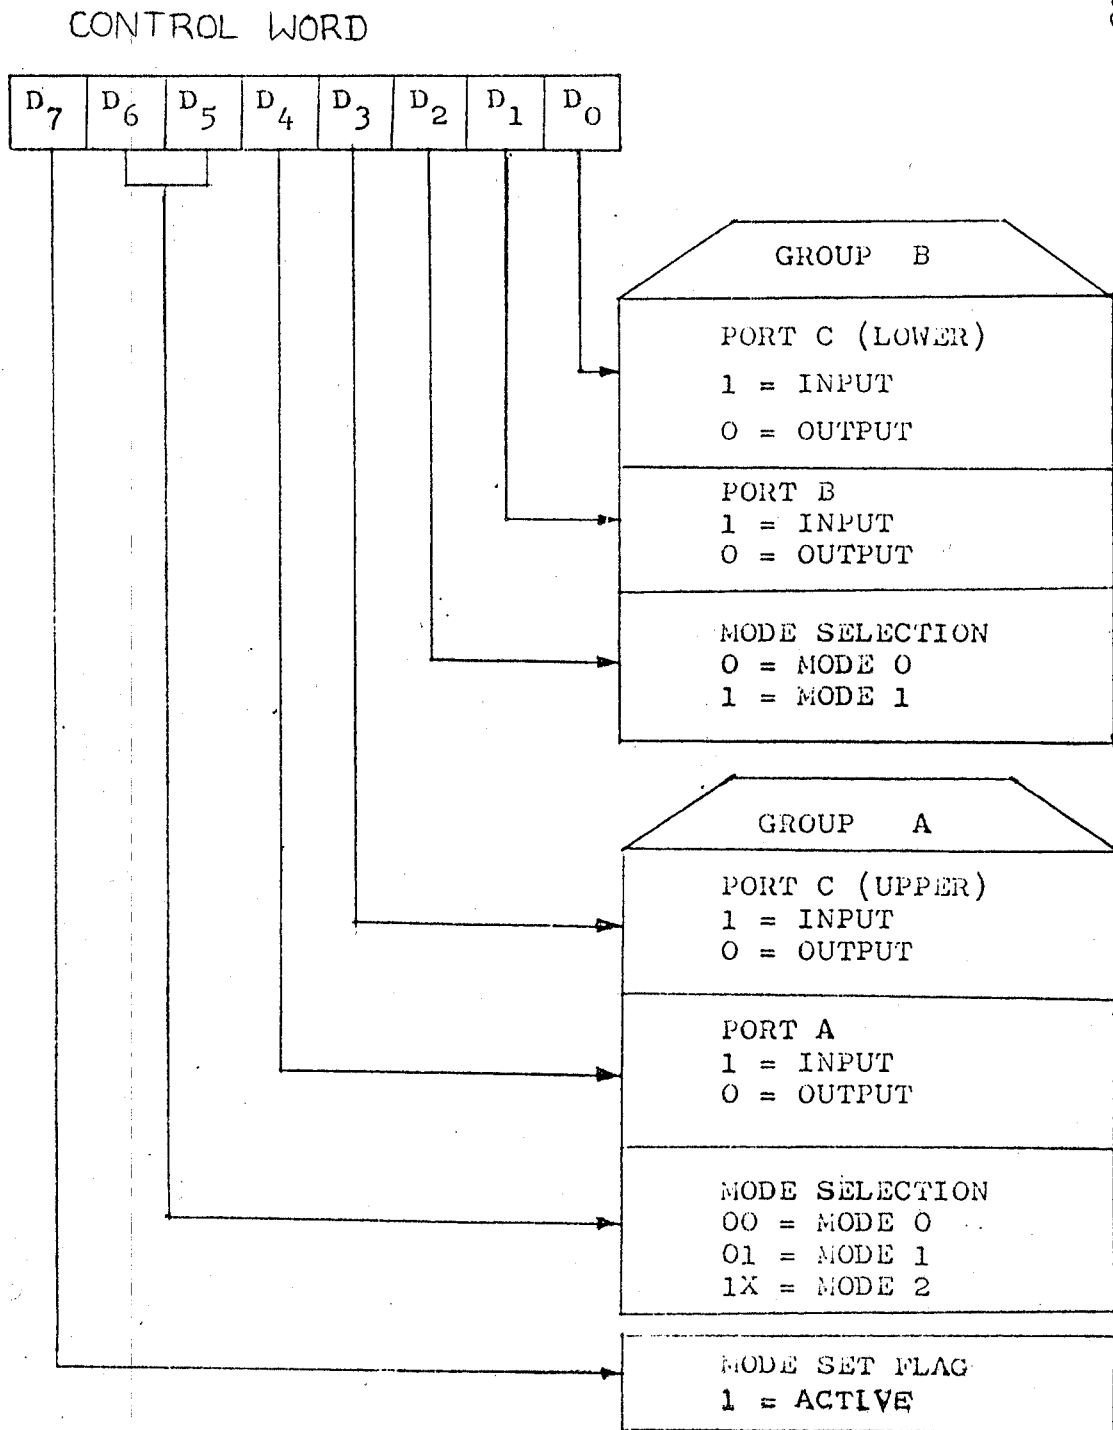 CONTROL WORD
D7 D6 D5 D4 D3 D2 D1 D0
GROUP B
PORT C (LOWER)
1 = INPUT
0 = OUTPUT
PORT B
1 = INPUT
0 = OUTPUT
MODE SELECTION
0 = MODE 0
1 = MODE 1
GROUP A
PORT C (UPPER)
1 = INPUT
0 = OUTPUT
PORT A
1 = INPUT
0 = OUTPUT
MODE SELECTION
00 = MODE 0
01 = MODE 1
1X = MODE 2
MODE SET FLAG
1 = ACTIVE